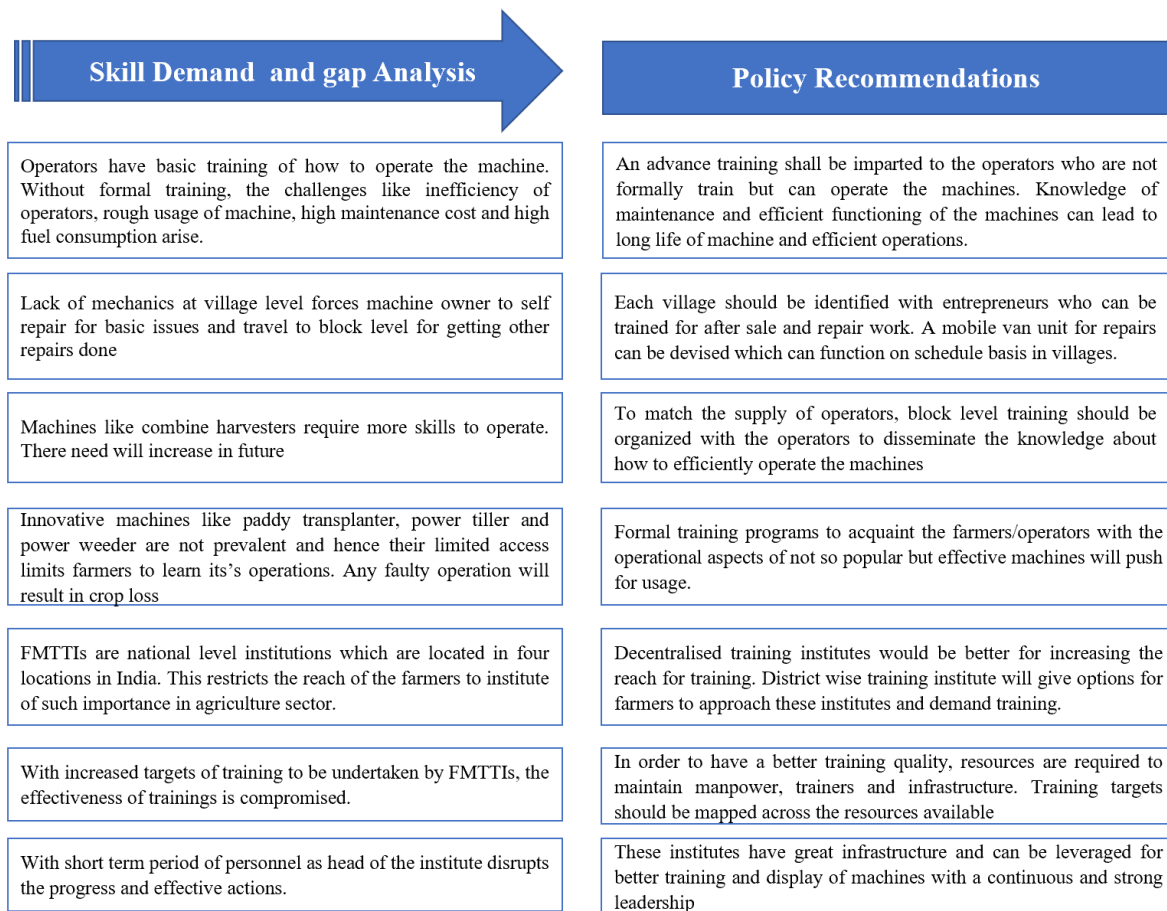 Skill Demand and gap Analysis
Policy Recommendations
Operators have basic training of how to operate the machine.
Without formal training, the challenges like inefficiency of
operators, rough usage of machine, high maintenance cost and high
fuel consumption arise.
An advance training shall be imparted to the operators who are not
formally train but can operate the machines. Knowledge of
maintenance and efficient functioning of the machines can lead to
long life of machine and efficient operations.
Lack of mechanics at village level forces machine owner to self
repair for basic issues and travel to block level for getting other
repairs done
Each village should be identified with entrepreneurs who can be
trained for after sale and repair work. A mobile van unit for repairs
can be devised which can function on schedule basis in villages.
Machines like combine harvesters require more skills to operate.
There need will increase in future
To match the supply of operators, block level training should be
organized with the operators to disseminate the knowledge about
how to efficiently operate the machines
Innovative machines like paddy transplanter, power tiller and
power weeder are not prevalent and hence their limited access
limits farmers to learn its's operations. Any faulty operation will
result in crop loss
Formal training programs to acquaint the farmers/operators with the
operational aspects of not so popular but effective machines will push
for usage.
FMTTIs are national level institutions which are located in four
locations in India. This restricts the reach of the farmers to institute
of such importance in agriculture sector.
Decentralised training institutes would be better for increasing the
reach for training. District wise training institute will give options for
farmers to approach these institutes and demand training.
With increased targets of training to be undertaken by FMTTIs, the
effectiveness of trainings is compromised.
In order to have a better training quality, resources are required to
maintain manpower, trainers and infrastructure. Training targets
should be mapped across the resources available
With short term period of personnel as head of the institute disrupts
the progress and effective actions.
These institutes have great infrastructure and can be leveraged for
better training and display of machines with a continuous and strong
leadership